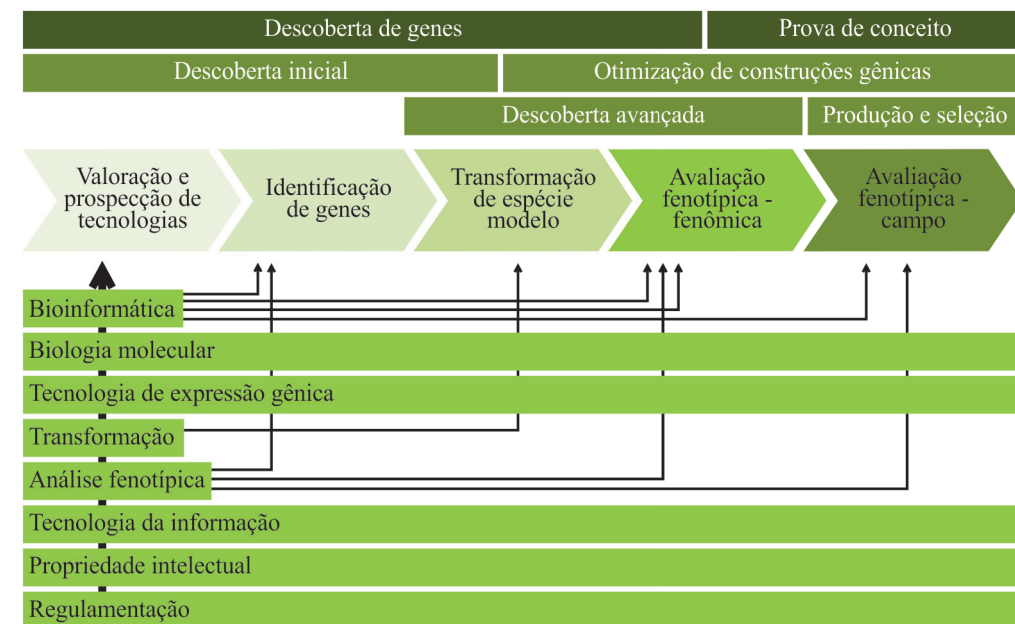 Descoberta de genes
Prova de conceito
Descoberta inicial
Otimização de construções gênicas
Descoberta avançada
Produção e seleção
Valoração e
prospecção de
tecnologias
Identificação
de genes
Transformação
de espécie
modelo
Avaliação
fenotípica -
fenômica
Avaliação
fenotípica -
campo
Bioinformática
Biologia molecular
Tecnologia de expressão gênica
Transformação
Análise fenotípica
Tecnologia da informação
Propriedade intelectual
Regulamentação